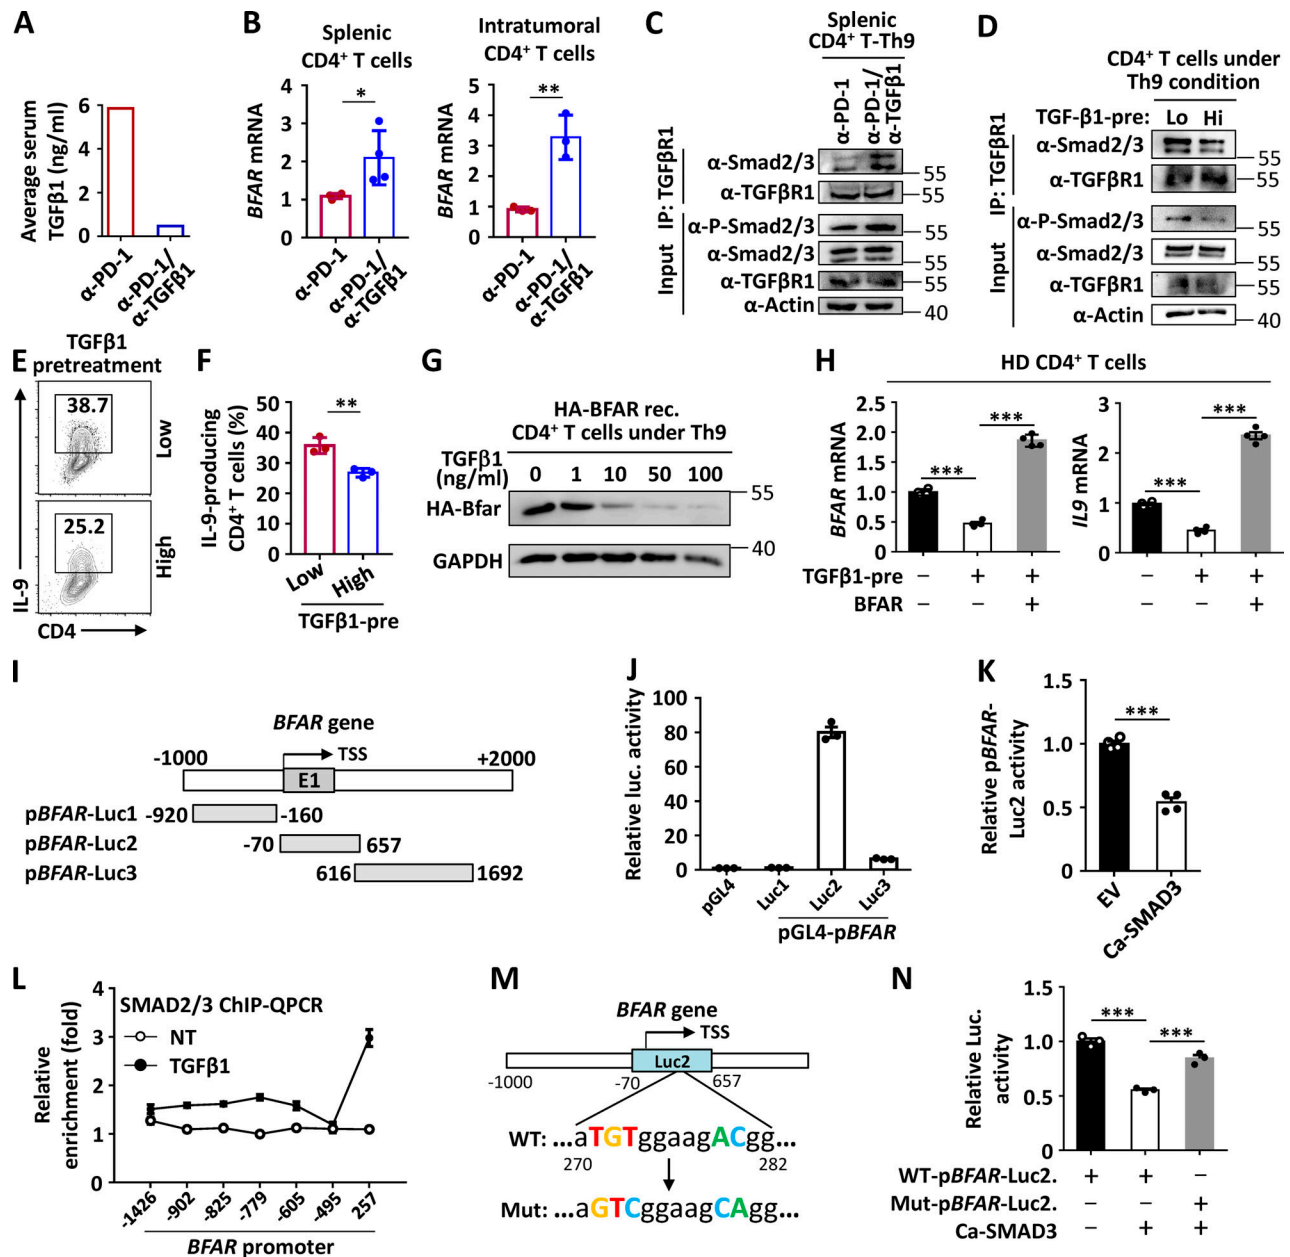 A
Average serum
TGFβ1 (ng/ml)
6
4
2
0
α-PD-1
α-PD-1/
α-TGFβ1
B
Splenic
CD4+ T cells
BFAR mRNA
4
3
2
1
0
*
α-PD-1
α-PD-1/
α-TGFβ1
Intratumoral
CD4+ T cells
BFAR mRNA
5
4
3
2
1
0
**
α-PD-1
α-PD-1/
α-TGFβ1
C
Splenic
CD4+ T-Th9
α-PD-1
α-PD-1/
α-TGFβ1
IP: TGFβR1
α-Smad2/3
55
α-TGFβR1
55
Input
α-P-Smad2/3
55
α-Smad2/3
55
α-TGFβR1
55
α-Actin
40
D
CD4+ T cells under
Th9 condition
TGF-β1-pre: Lo Hi
IP: TGFβR1
α-Smad2/3
55
α-TGFβR1
55
Input
α-P-Smad2/3
55
α-Smad2/3
55
α-TGFβR1
55
α-Actin
40
E
TGFβ1
pretreatment
38.7
Low
25.2
High
IL-9
CD4
F
IL-9-producing
CD4+ T cells (%)
50
40
30
20
10
0
**
Low
High
TGFβ1-pre
G
HA-BFAR rec.
CD4+ T cells under Th9
TGFβ1
(ng/ml)
0 1 10 50 100
HA-Bfar
55
GAPDH
40
H
HD CD4+ T cells
BFAR mRNA
2.5
2.0
1.5
1.0
0.5
0
***
***
IL9 mRNA
3
2
1
0
***
***
TGFβ1-pre – + + – + +
BFAR – – + – – +
I
BFAR gene
-1000
TSS
+2000
E1
pBFAR-Luc1 -920 -160
pBFAR-Luc2 -70 657
pBFAR-Luc3 616 1692
J
Relative luc. activity
100
80
60
40
20
0
pGL4
Luc1
Luc2
Luc3
pGL4-pBFAR
K
Relative pBFAR-
Luc2 activity
1.5
1.0
0.5
0
***
EV
Ca-SMAD3
L
SMAD2/3 ChIP-QPCR
NT
TGFβ1
Relative
enrichment (fold)
4
3
2
1
0
-1426
-902
-825
-779
-605
-495
257
BFAR promoter
M
BFAR gene
TSS
Luc2
-1000
-70
657
WT: ...aTGTggaagACgg...
270
282
Mut: ...aGTCggaagCAgg...
N
Relative Luc.
activity
1.5
1.0
0.5
0
***
***
WT-pBFAR-Luc2. + + –
Mut-pBFAR-Luc2. – – +
Ca-SMAD3 – + +